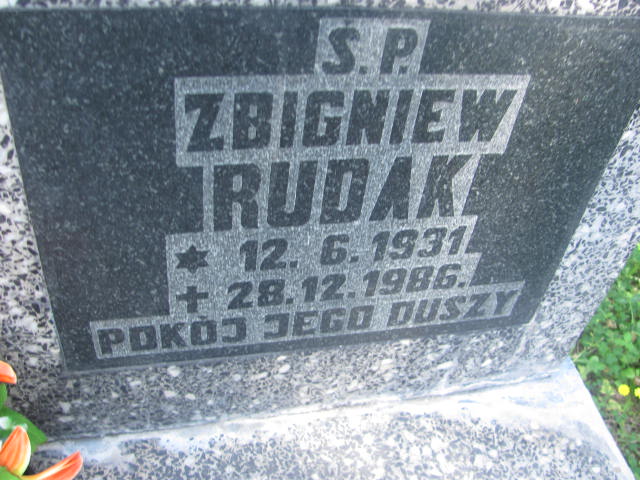 S.P.
ZBIGNIEW
RUDAK
✶ 12. 6. 1931.
+ 28.12.1986.
POKÓJ JEGO DUSZY